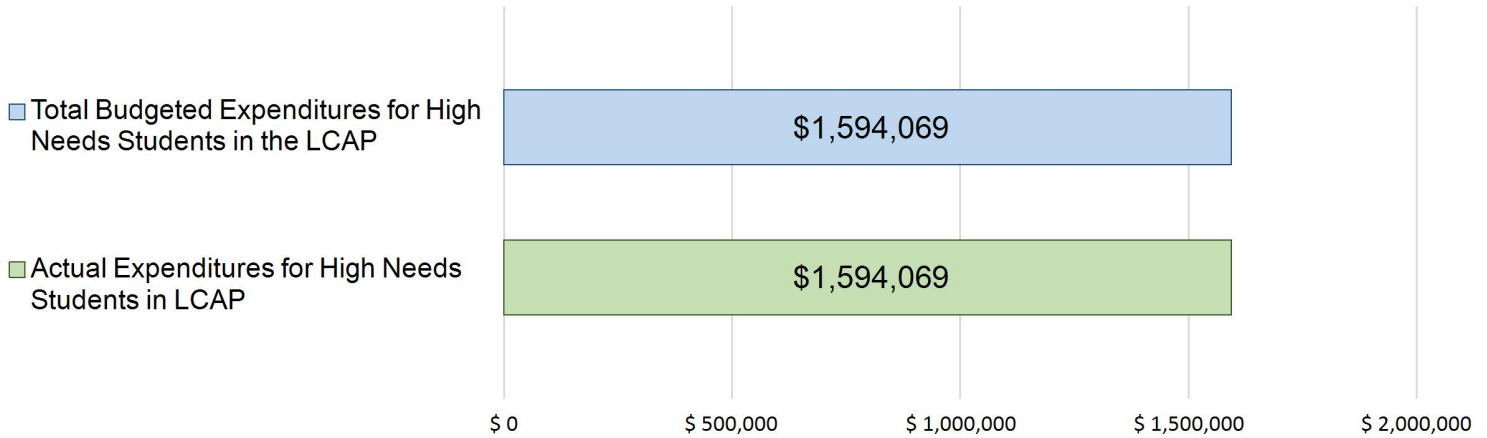 Total Budgeted Expenditures for High
Needs Students in the LCAP
$1,594,069
Actual Expenditures for High Needs
Students in LCAP
$1,594,069
$ 0
$ 500,000
$ 1,000,000
$ 1,500,000
$ 2,000,000